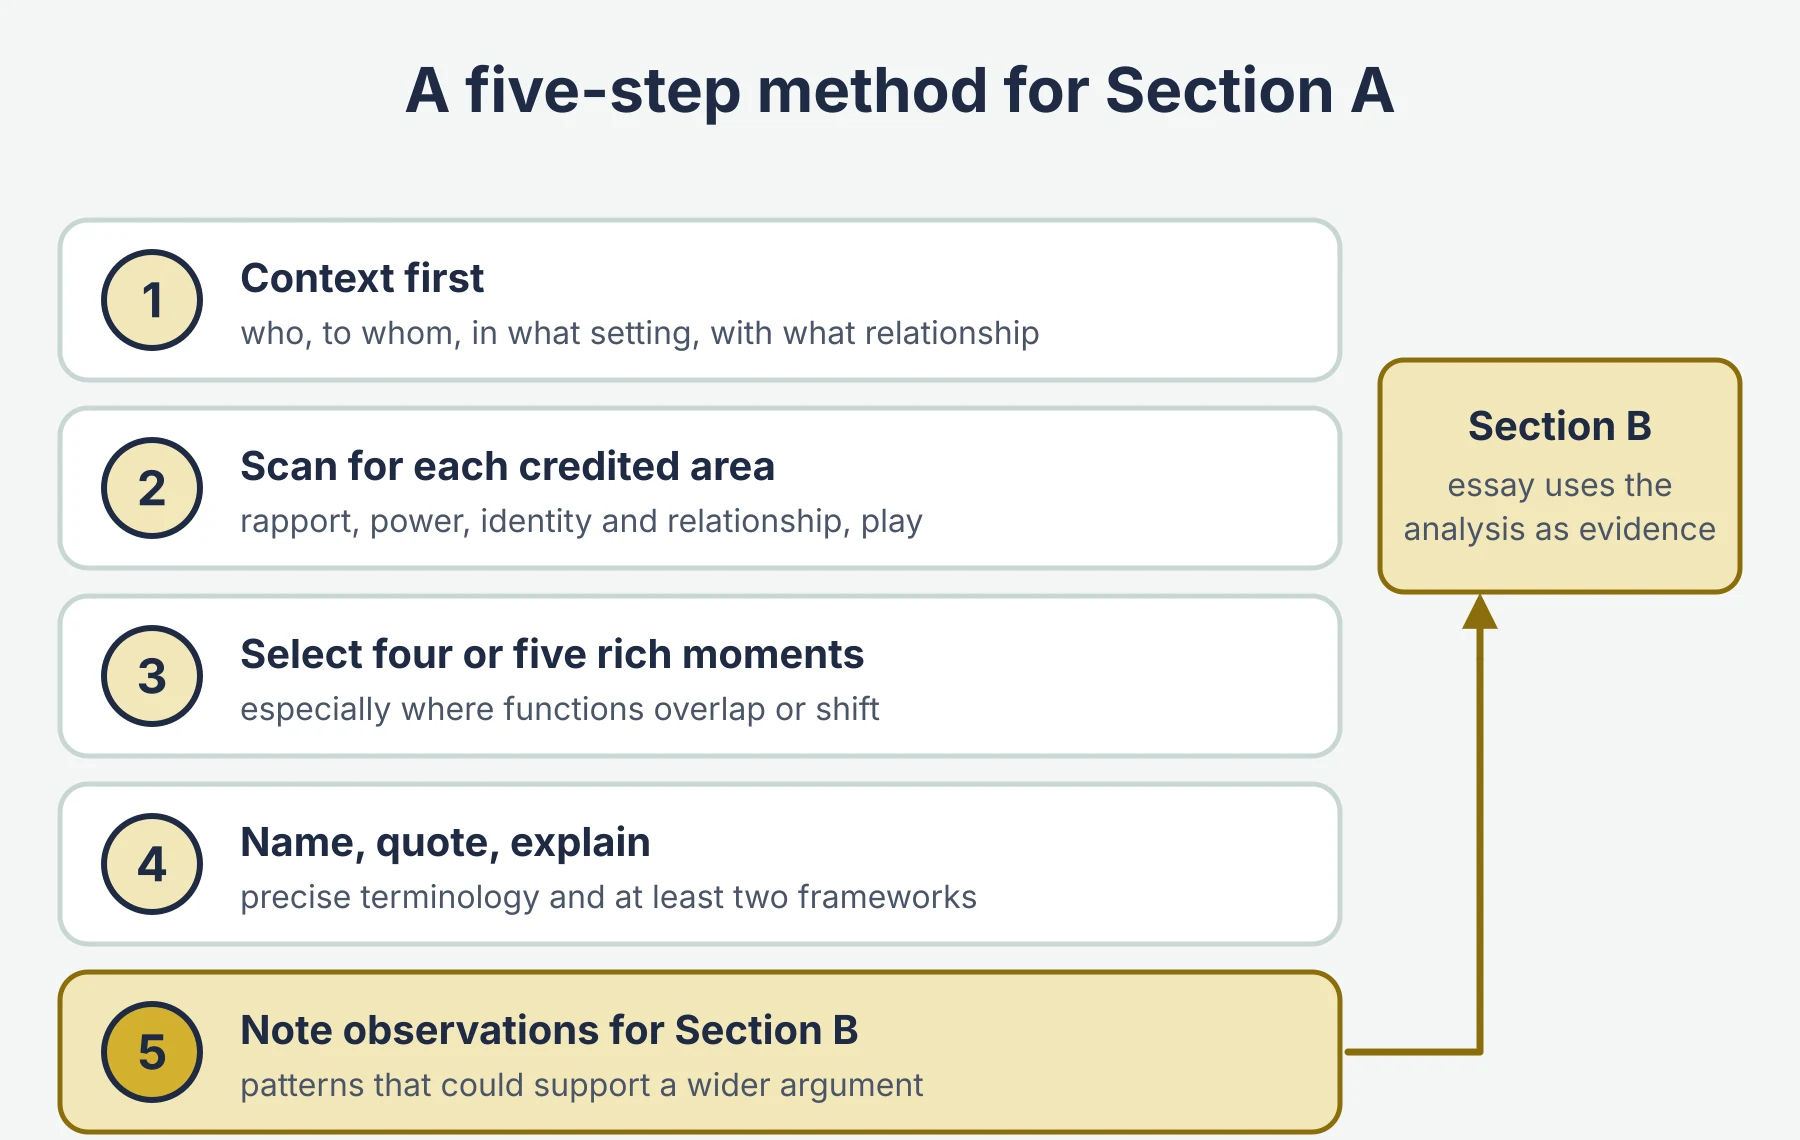 A five-step method for Section A
1
Context first
who, to whom, in what setting, with what relationship
2
Scan for each credited area
rapport, power, identity and relationship, play
3
Select four or five rich moments
especially where functions overlap or shift
4
Name, quote, explain
precise terminology and at least two frameworks
5
Note observations for Section B
patterns that could support a wider argument
Section B
essay uses the
analysis as evidence